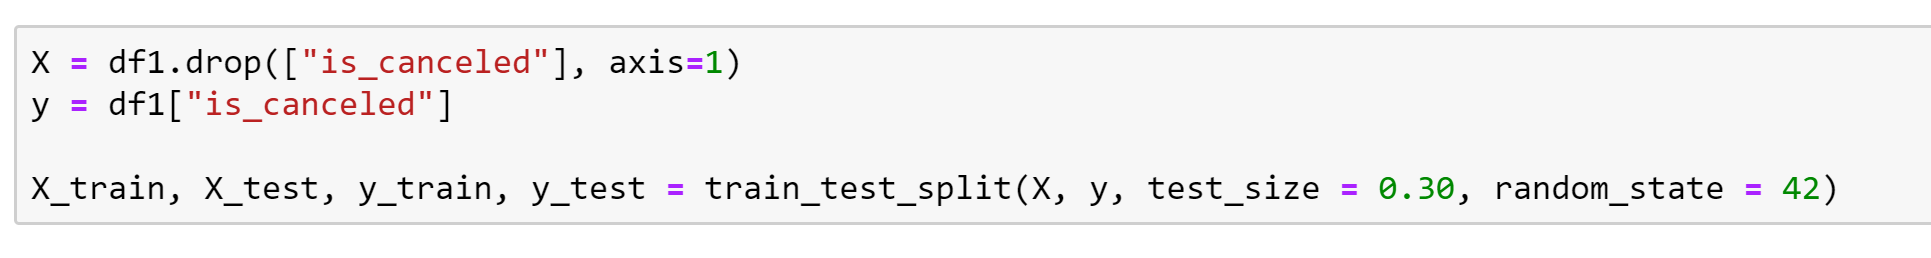 X = df1.drop(["is_canceled"], axis=1)
y = df1["is_canceled"]
X_train, X_test, y_train, y_test = train_test_split(X, y, test_size = 0.30, random_state = 42)